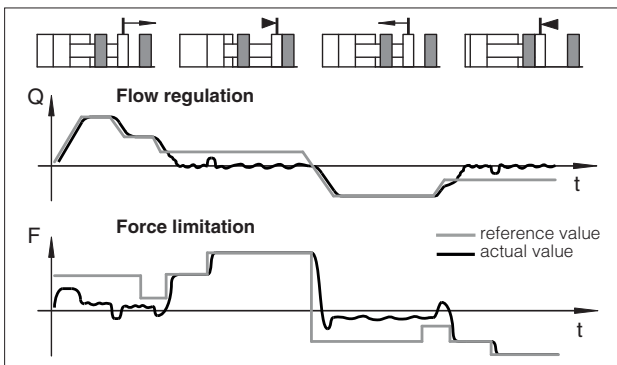 Q
Flow regulation
t
F
Force limitation
reference value
actual value
t